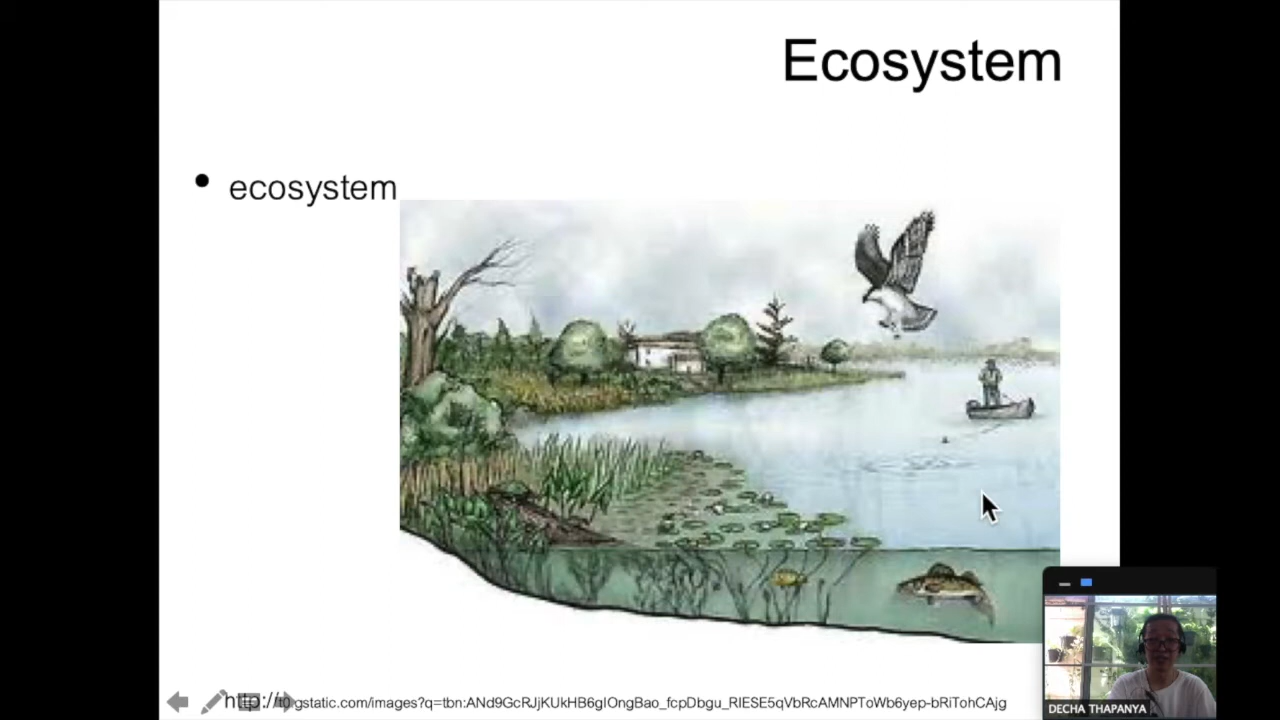 Ecosystem
• ecosystem
http://t0.gstatic.com/images?q=tbn:ANd9GcRJjKUkHB6gIOngBao_fcpDbgu_RIESE5qVbRcAMNPToWb6yep-bRiTohCAjg
DECHA THAPANYA